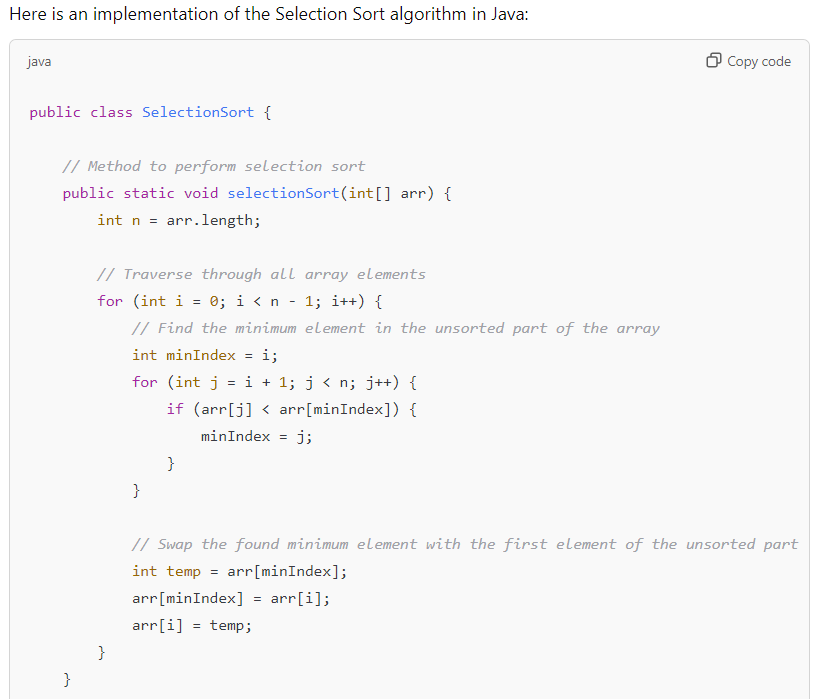 Here is an implementation of the Selection Sort algorithm in Java:
java
Copy code
public class SelectionSort {
    // Method to perform selection sort
    public static void selectionSort(int[] arr) {
        int n = arr.length;
        // Traverse through all array elements
        for (int i = 0; i < n - 1; i++) {
            // Find the minimum element in the unsorted part of the array
            int minIndex = i;
            for (int j = i + 1; j < n; j++) {
                if (arr[j] < arr[minIndex]) {
                    minIndex = j;
                }
            }
            // Swap the found minimum element with the first element of the unsorted part
            int temp = arr[minIndex];
            arr[minIndex] = arr[i];
            arr[i] = temp;
        }
    }